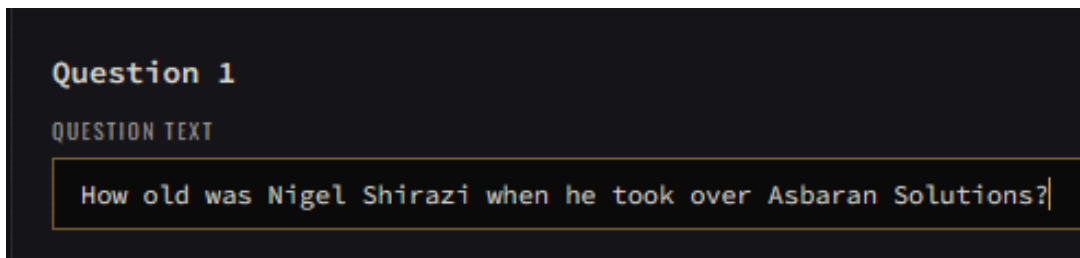 Question 1
QUESTION TEXT
How old was Nigel Shirazi when he took over Asbaran Solutions?